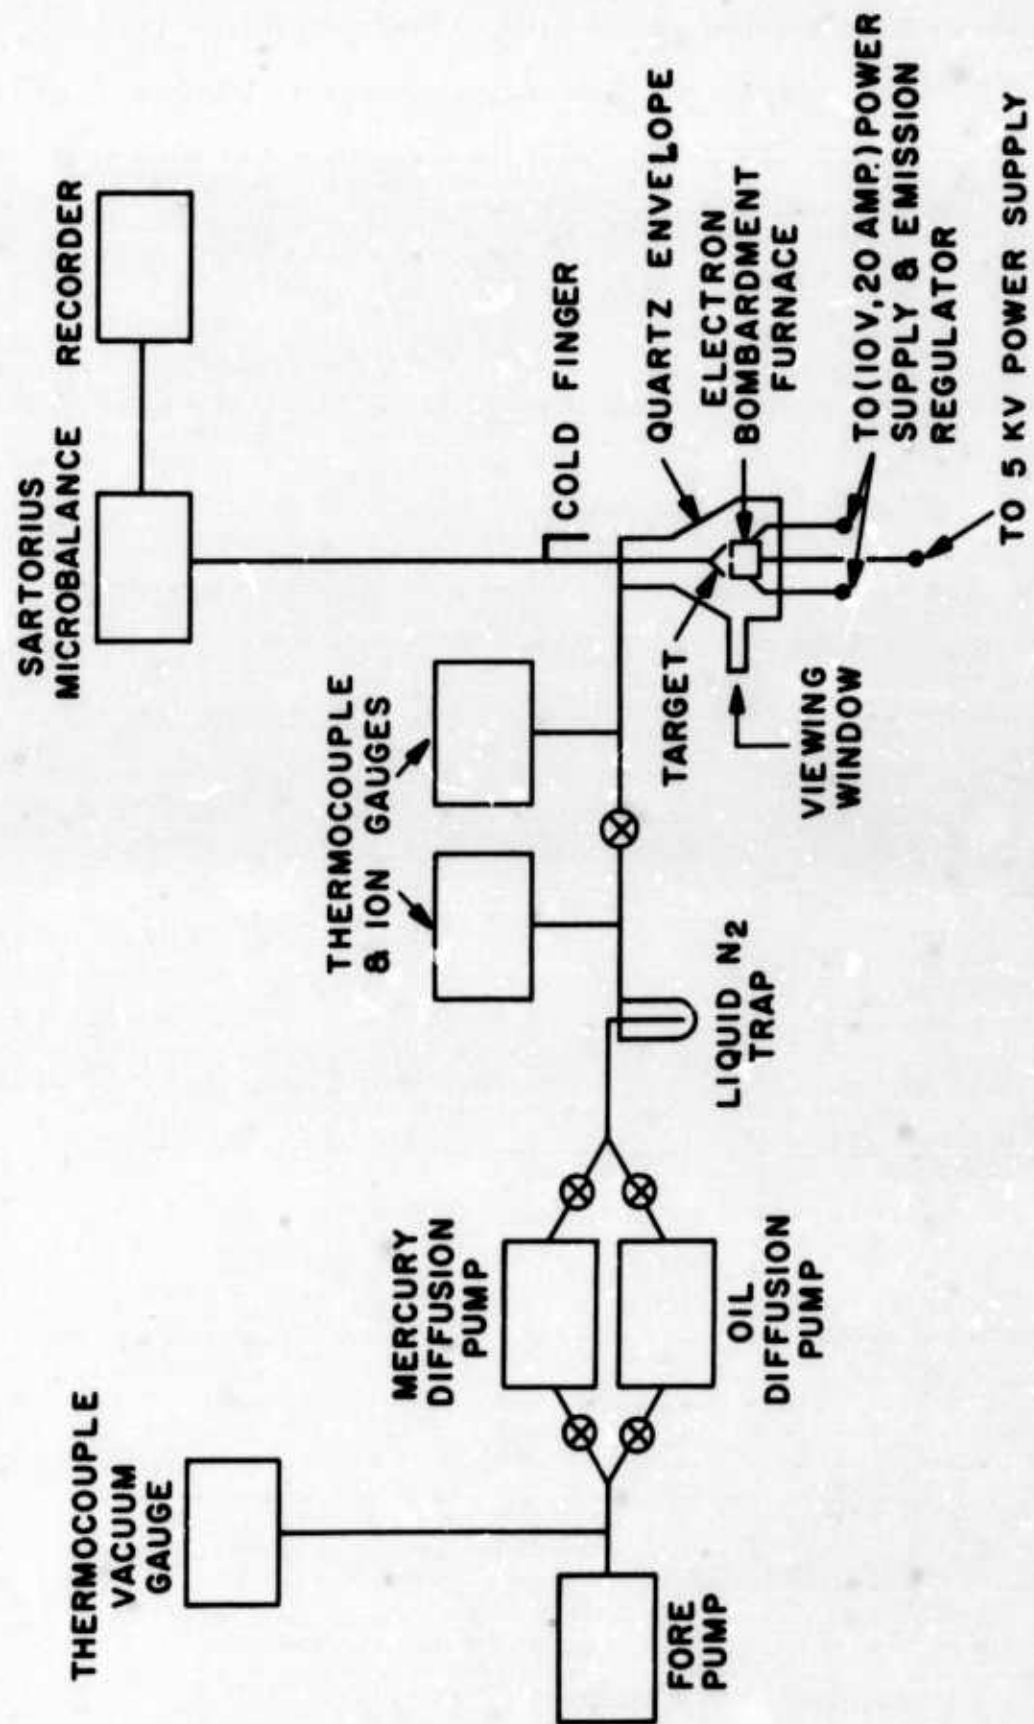 THERMOCOUPLE
VACUUM
GAUGE
FORE
PUMP
MERCURY
DIFFUSION
PUMP
OIL
DIFFUSION
PUMP
LIQUID N2
TRAP
THERMOCOUPLE
& ION GAUGES
SARTORIUS
MICROBALANCE
RECORDER
COLD FINGER
QUARTZ ENVELOPE
TARGET
ELECTRON
BOMBARDMENT
FURNACE
VIEWING
WINDOW
TO (10V, 20 AMP.) POWER
SUPPLY & EMISSION
REGULATOR
TO 5 KV POWER SUPPLY